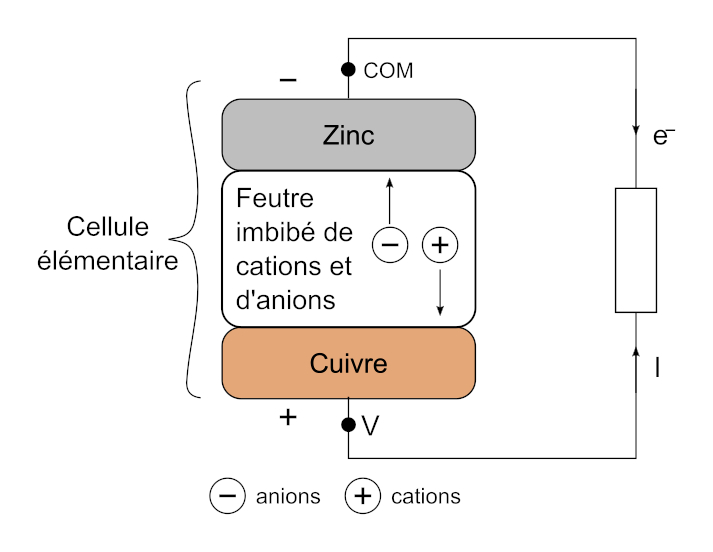 − COM
Zinc
e−
Feutre
imbibé de
cations et
d'anions
− +
Cellule
élémentaire
Cuivre
I
+ V
− anions + cations